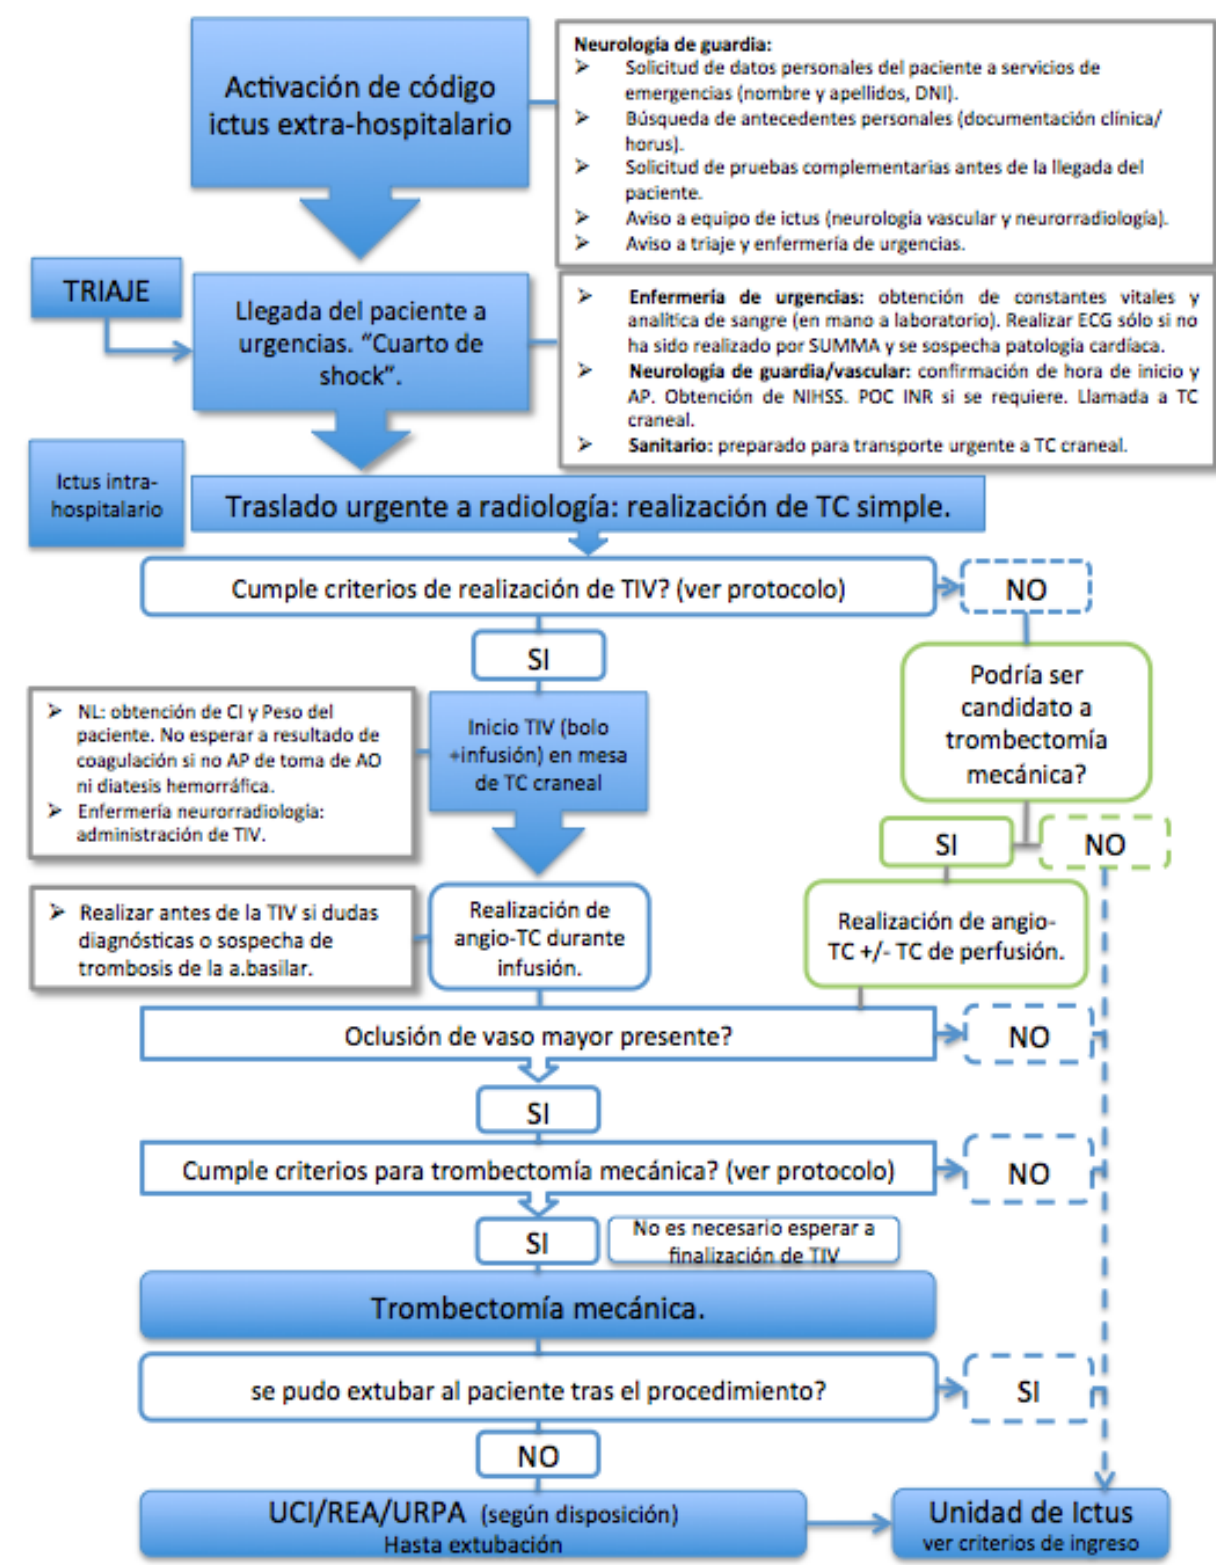 Activación de código
ictus extra-hospitalario
Neurología de guardia:
➢ Solicitud de datos personales del paciente a servicios de
emergencias (nombre y apellidos, DNI).
➢ Búsqueda de antecedentes personales (documentación clínica/
horus).
➢ Solicitud de pruebas complementarias antes de la llegada del
paciente.
➢ Aviso a equipo de ictus (neurología vascular y neurorradiología).
➢ Aviso a triaje y enfermería de urgencias.
TRIAJE
Llegada del paciente a
urgencias. “Cuarto de
shock”.
➢ Enfermería de urgencias: obtención de constantes vitales y
analítica de sangre (en mano a laboratorio). Realizar ECG sólo si no
ha sido realizado por SUMMA y se sospecha patología cardíaca.
➢ Neurología de guardia/vascular: confirmación de hora de inicio y
AP. Obtención de NIHSS. POC INR si se requiere. Llamada a TC
craneal.
➢ Sanitario: preparado para transporte urgente a TC craneal.
Ictus intra-
hospitalario
Traslado urgente a radiología: realización de TC simple.
Cumple criterios de realización de TIV? (ver protocolo)
NO
SI
Podría ser
candidato a
trombectomía
mecánica?
➢ NL: obtención de CI y Peso del
paciente. No esperar a resultado de
coagulación si no AP de toma de AO
ni diatesis hemorráfica.
➢ Enfermería neurorradiología:
administración de TIV.
Inicio TIV (bolo
+infusión) en mesa
de TC craneal
SI
NO
➢ Realizar antes de la TIV si dudas
diagnósticas o sospecha de
trombosis de la a.basilar.
Realización de
angio-TC durante
infusión.
Realización de angio-
TC +/- TC de perfusión.
Oclusión de vaso mayor presente?
NO
SI
Cumple criterios para trombectomía mecánica? (ver protocolo)
NO
SI
No es necesario esperar a
finalización de TIV
Trombectomía mecánica.
se pudo extubar al paciente tras el procedimiento?
SI
NO
UCI/REA/URPA (según disposición)
Hasta extubación
Unidad de Ictus
ver criterios de ingreso